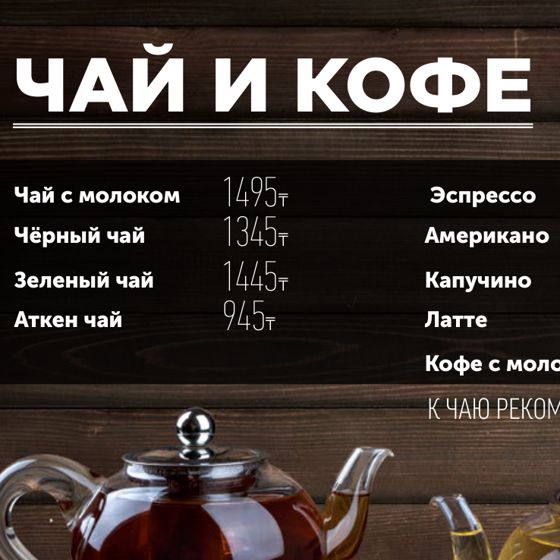 ЧАЙ И КОФЕ
Чай с молоком 1495₸
Чёрный чай 1345₸
Зеленый чай 1445₸
Аткен чай 945₸
Эспрессо
Американо
Капучино
Латте
Кофе с моло
К ЧАЮ РЕКОМ